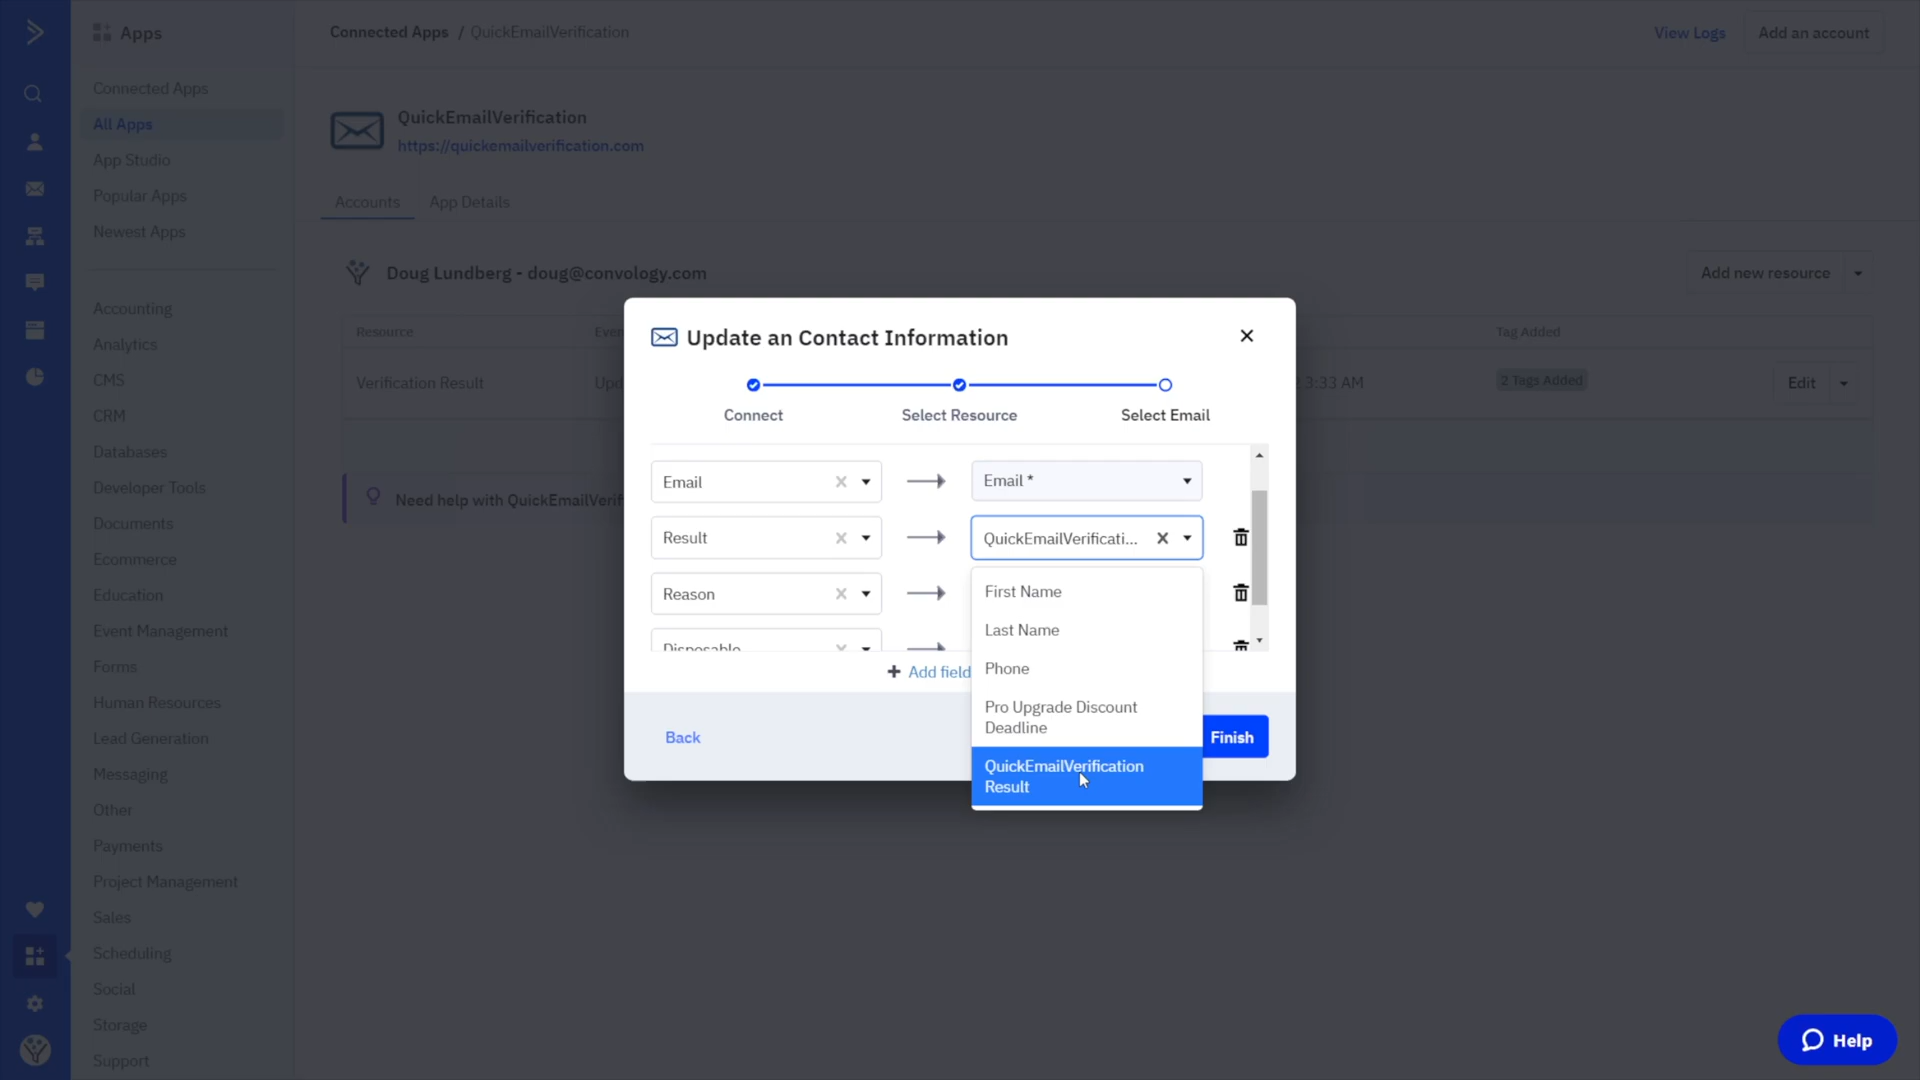 Apps
Connected Apps / QuickEmailVerification
View Logs
Add an account
Connected Apps
All Apps
App Studio
Popular Apps
Newest Apps
Accounting
Analytics
CMS
CRM
Databases
Developer Tools
Documents
Ecommerce
Education
Event Management
Forms
Human Resources
Lead Generation
Messaging
Other
Payments
Project Management
Sales
Scheduling
Social
Storage
Support
QuickEmailVerification
https://quickemailverification.com
Accounts
App Details
Doug Lundberg - doug@convology.com
Add new resource
Resource
Tag Added
Verification Result
3:33 AM
2 Tags Added
Edit
Need help with
Update an Contact Information
Connect
Select Resource
Select Email
Email
Email *
Result
QuickEmailVerificati...
Reason
Disposable
First Name
Last Name
Phone
Pro Upgrade Discount
Deadline
QuickEmailVerification
Result
+ Add field
Back
Finish
Help